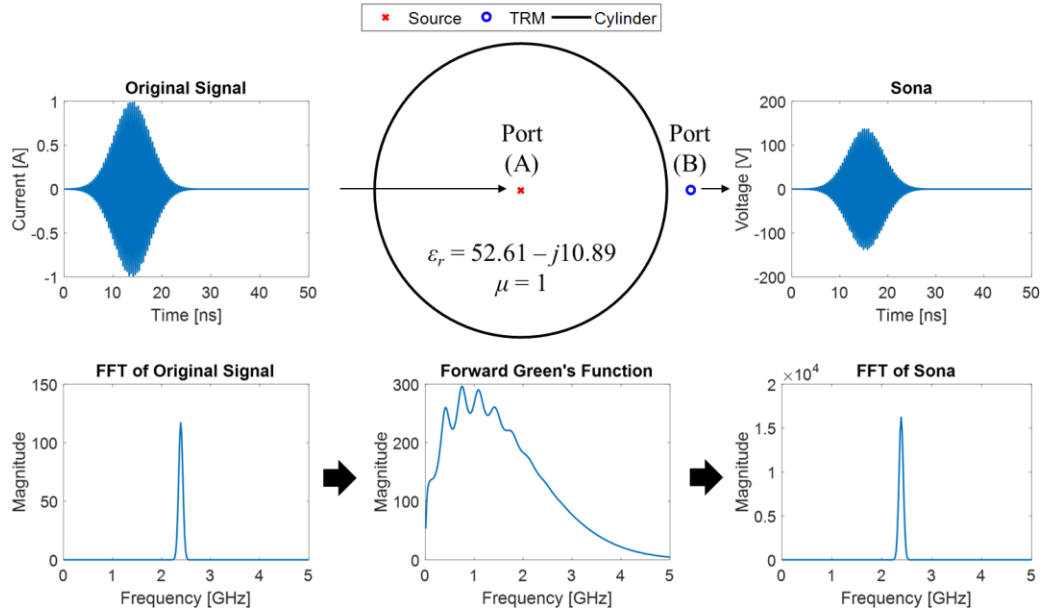 Source TRM Cylinder
Original Signal
Current [A]
1
0.5
0
-0.5
-1
0 10 20 30 40 50
Time [ns]
Port
(A)
Port
(B)
εr = 52.61 – j10.89
μ = 1
Sona
Voltage [V]
200
100
0
-100
-200
0 10 20 30 40 50
Time [ns]
FFT of Original Signal
Magnitude
150
100
50
0
0 1 2 3 4 5
Frequency [GHz]
Forward Green's Function
Magnitude
300
200
100
0
0 1 2 3 4 5
Frequency [GHz]
×10⁴
FFT of Sona
Magnitude
2
1.5
1
0.5
0
0 1 2 3 4 5
Frequency [GHz]